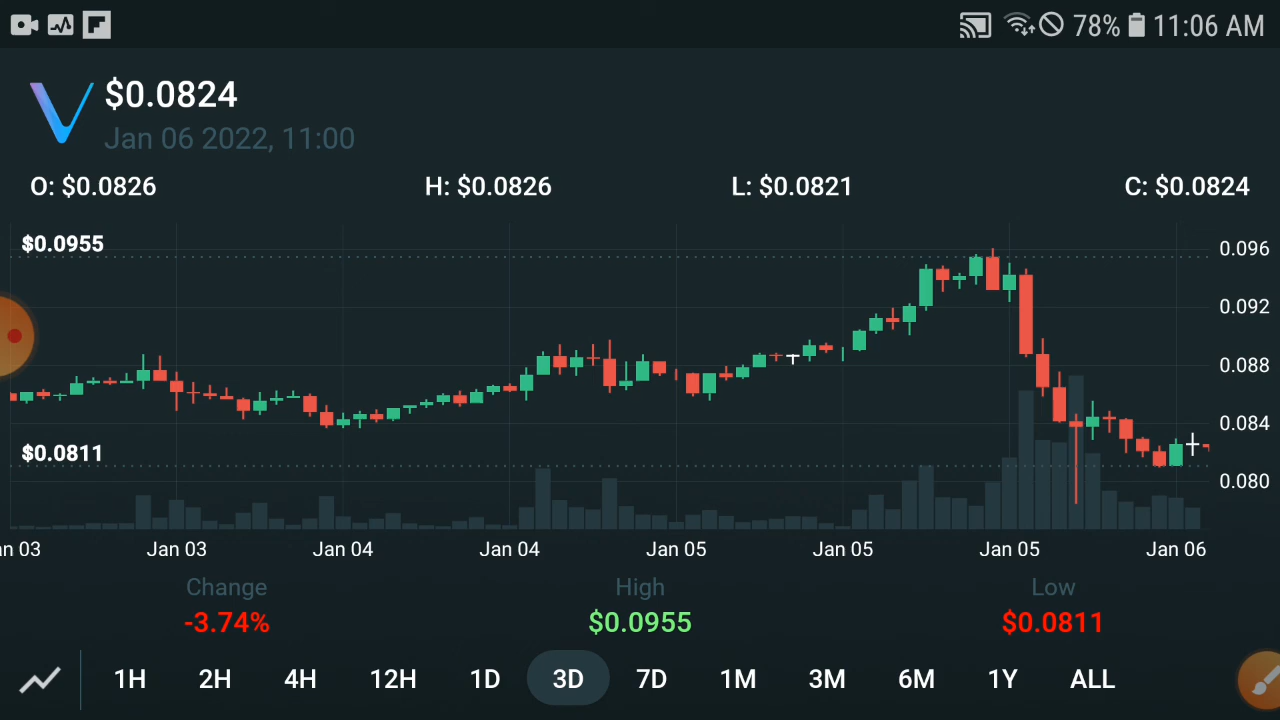 78% 11:06 AM
$0.0824
Jan 06 2022, 11:00
O: $0.0826 H: $0.0826 L: $0.0821 C: $0.0824
$0.0955
0.096
0.092
0.088
0.084
$0.0811
0.080
an 03 Jan 03 Jan 04 Jan 04 Jan 05 Jan 05 Jan 05 Jan 06
Change High Low
-3.74% $0.0955 $0.0811
1H 2H 4H 12H 1D 3D 7D 1M 3M 6M 1Y ALL